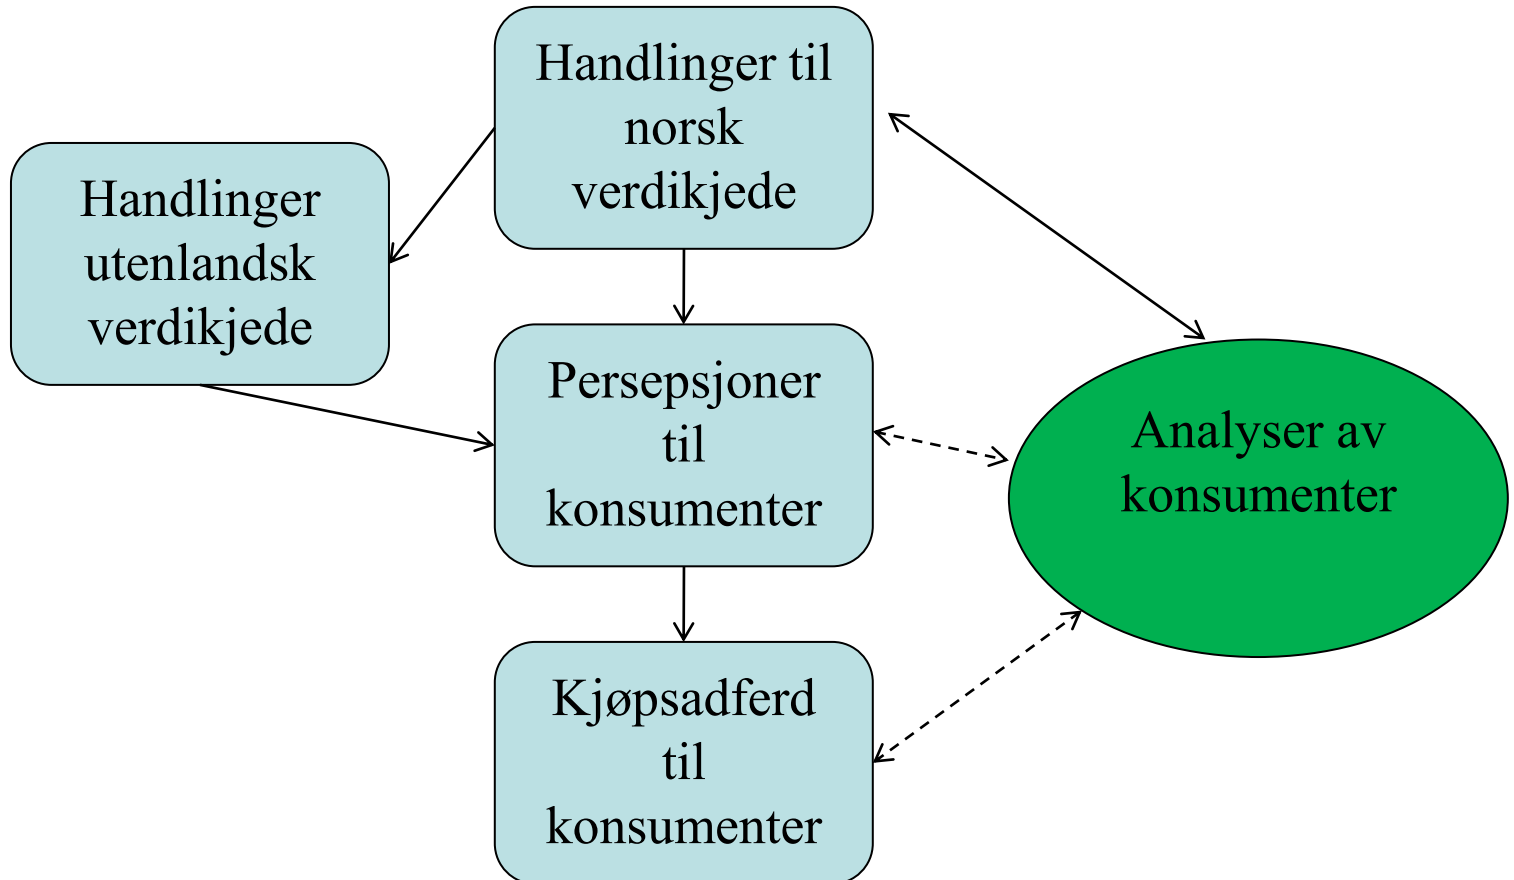 Handlinger til
norsk
verdikjede
Handlinger
utenlandsk
verdikjede
Persepsjoner
til
konsumenter
Analyser av
konsumenter
Kjøpsadferd
til
konsumenter